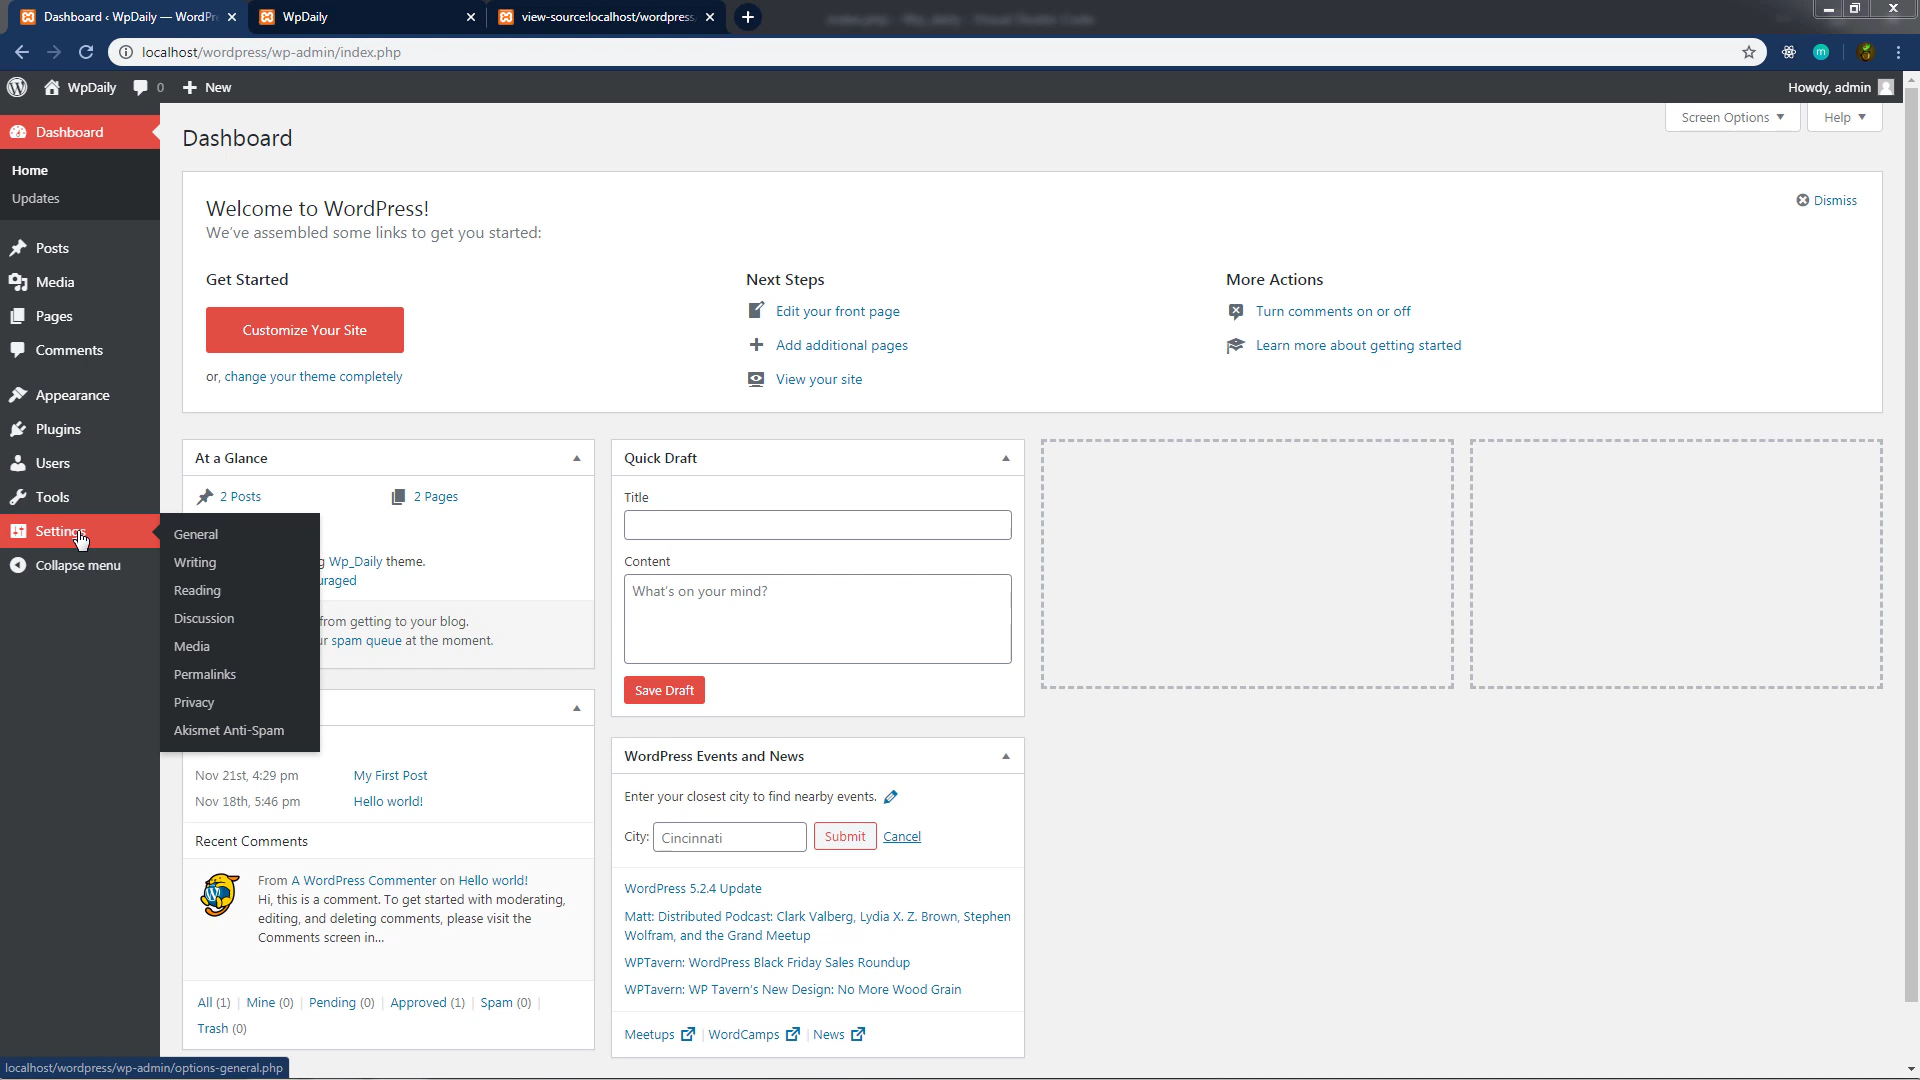 Dashboard ‹ WpDaily — WordPr
WpDaily
view-source:localhost/wordpress
localhost/wordpress/wp-admin/index.php
m
WpDaily
0
New
Howdy, admin
Dashboard
Home
Updates
Posts
Media
Pages
Comments
Appearance
Plugins
Users
Tools
Settings
Collapse menu
General
Writing
Reading
Discussion
Media
Permalinks
Privacy
Akismet Anti-Spam
Dashboard
Screen Options
Help
Welcome to WordPress!
We've assembled some links to get you started:
Dismiss
Get Started
Customize Your Site
or, change your theme completely
Next Steps
Edit your front page
Add additional pages
View your site
More Actions
Turn comments on or off
Learn more about getting started
At a Glance
2 Posts
2 Pages
g Wp_Daily theme.
uraged
from getting to your blog.
ur spam queue at the moment.
Nov 21st, 4:29 pm My First Post
Nov 18th, 5:46 pm Hello world!
Recent Comments
From A WordPress Commenter on Hello world!
Hi, this is a comment. To get started with moderating,
editing, and deleting comments, please visit the
Comments screen in...
All (1) | Mine (0) | Pending (0) | Approved (1) | Spam (0) |
Trash (0)
Quick Draft
Title
Content
What's on your mind?
Save Draft
WordPress Events and News
Enter your closest city to find nearby events.
City: Cincinnati Submit Cancel
WordPress 5.2.4 Update
Matt: Distributed Podcast: Clark Valberg, Lydia X. Z. Brown, Stephen
Wolfram, and the Grand Meetup
WPTavern: WordPress Black Friday Sales Roundup
WPTavern: WP Tavern's New Design: No More Wood Grain
Meetups | WordCamps | News
localhost/wordpress/wp-admin/options-general.php